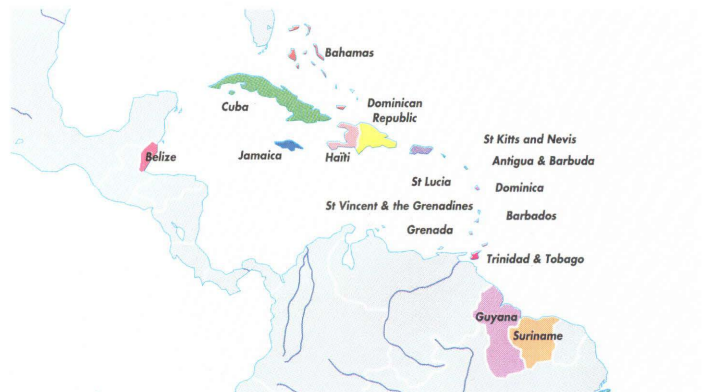 Bahamas
Cuba
Dominican
Republic
St Kitts and Nevis
Belize
Jamaica
Haïti
Antigua & Barbuda
St Lucia
Dominica
St Vincent & the Grenadines
Barbados
Grenada
Trinidad & Tobago
Guyana
Suriname